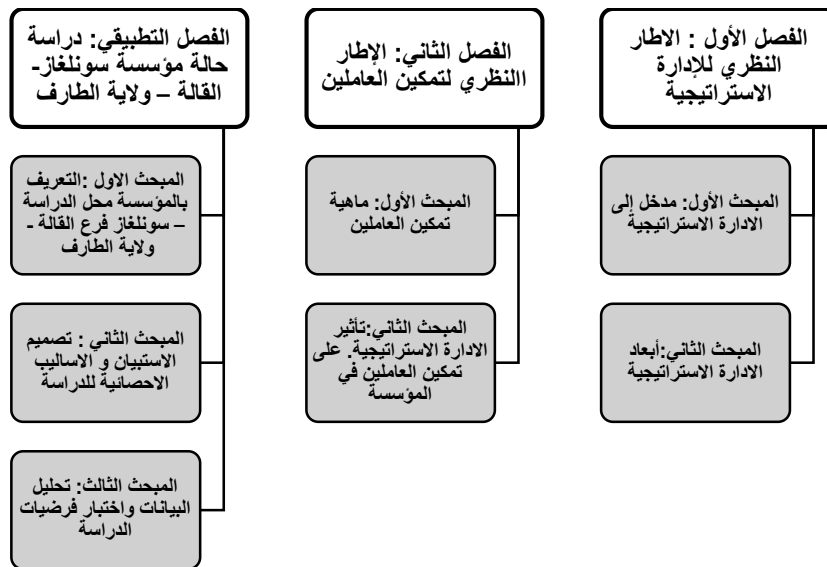 الفصل الأول : الاطار
النظري للإدارة
الاستراتيجية
المبحث الأول: مدخل إلى
الادارة الاستراتيجية
المبحث الثاني:أبعاد
الادارة الاستراتيجية
الفصل الثاني: الإطار
االنظري لتمكين العاملين
المبحث الأول: ماهية
تمكين العاملين
المبحث الثاني:تأثير
الادارة الاستراتيجية. على
تمكين العاملين في
المؤسسة
الفصل التطبيقي: دراسة
حالة مؤسسة سونلغاز-
القالة – ولاية الطارف
المبحث الاول :التعريف
بالمؤسسة محل الدراسة
– سونلغاز فرع القالة -
ولاية الطارف
المبحث الثاني : تصميم
الاستبيان و الاساليب
الاحصائية للدراسة
المبحث الثالث: تحليل
البيانات واختبار فرضيات
الدراسة